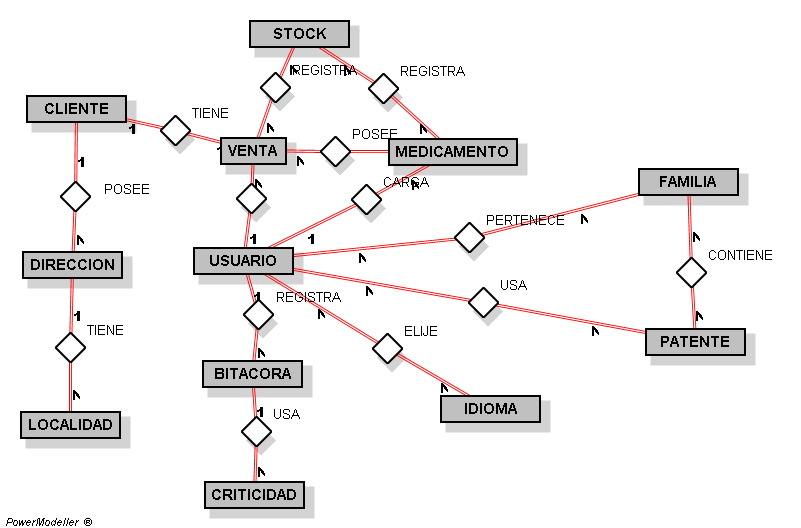 STOCK
REGISTRA
REGISTRA
CLIENTE
TIENE
1
1
POSEE
VENTA
MEDICAMENTO
1
CARGA
FAMILIA
POSEE
PERTENECE
1
1
DIRECCION
USUARIO
CONTIENE
USA
1
REGISTRA
1
TIENE
ELIJE
PATENTE
BITACORA
IDIOMA
1
USA
LOCALIDAD
CRITICIDAD
PowerModeller ®